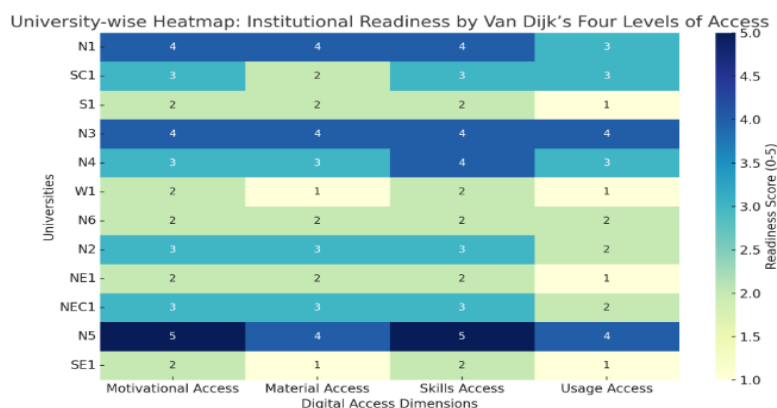 University-wise Heatmap: Institutional Readiness by Van Dijk's Four Levels of Access
N1 4 4 4 3
SC1 3 2 3 3
S1 2 2 2 1
N3 4 4 4 4
N4 3 3 4 3
W1 2 1 2 1
N6 2 2 2 2
N2 3 3 3 2
NE1 2 2 2 1
NEC1 3 3 3 2
N5 5 4 5 4
SE1 2 1 2 1
Universities
Motivational Access Material Access Skills Access Usage Access
Digital Access Dimensions
5.0
4.5
4.0
3.5
3.0
2.5
2.0
1.5
1.0
Readiness Score (0-5)